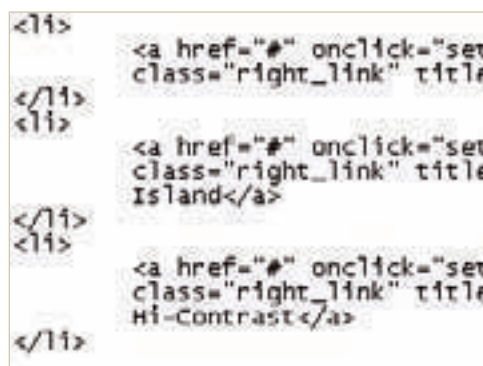 <li>
<a href="#" onclick="set
class="right_link" title
</li>
<li>
<a href="#" onclick="set
class="right_link" title
Island</a>
</li>
<li>
<a href="#" onclick="set
class="right_link" title
Hi-Contrast</a>
</li>